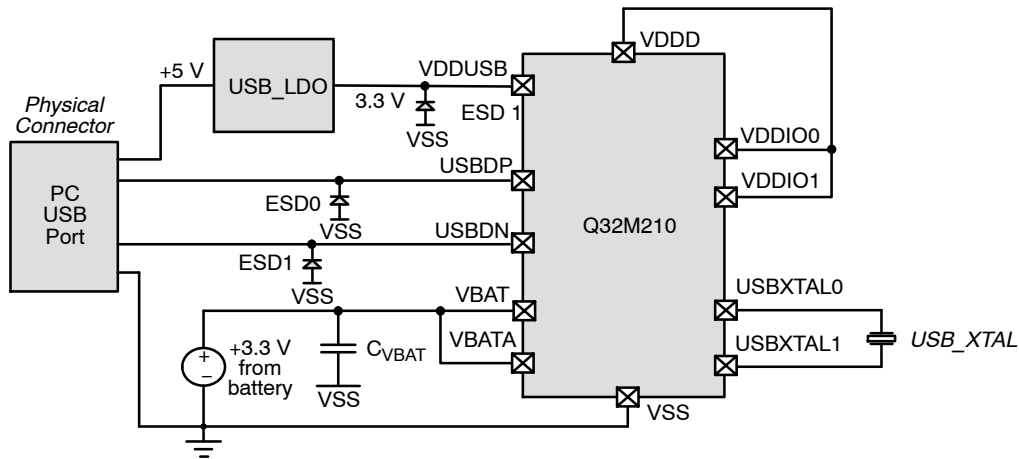 VDDD
+5 V
USB_LDO
VDDUSB
3.3 V
ESD 1
VSS
Physical
Connector
VDDIO0
USBDP
VDDIO1
PC
USB
Port
ESD0
VSS
Q32M210
USBDN
ESD1
VSS
VBAT
USBXTAL0
+3.3 V
from
battery
+
–
CVBAT
VBATA
USBXTAL1
USB_XTAL
VSS
VSS